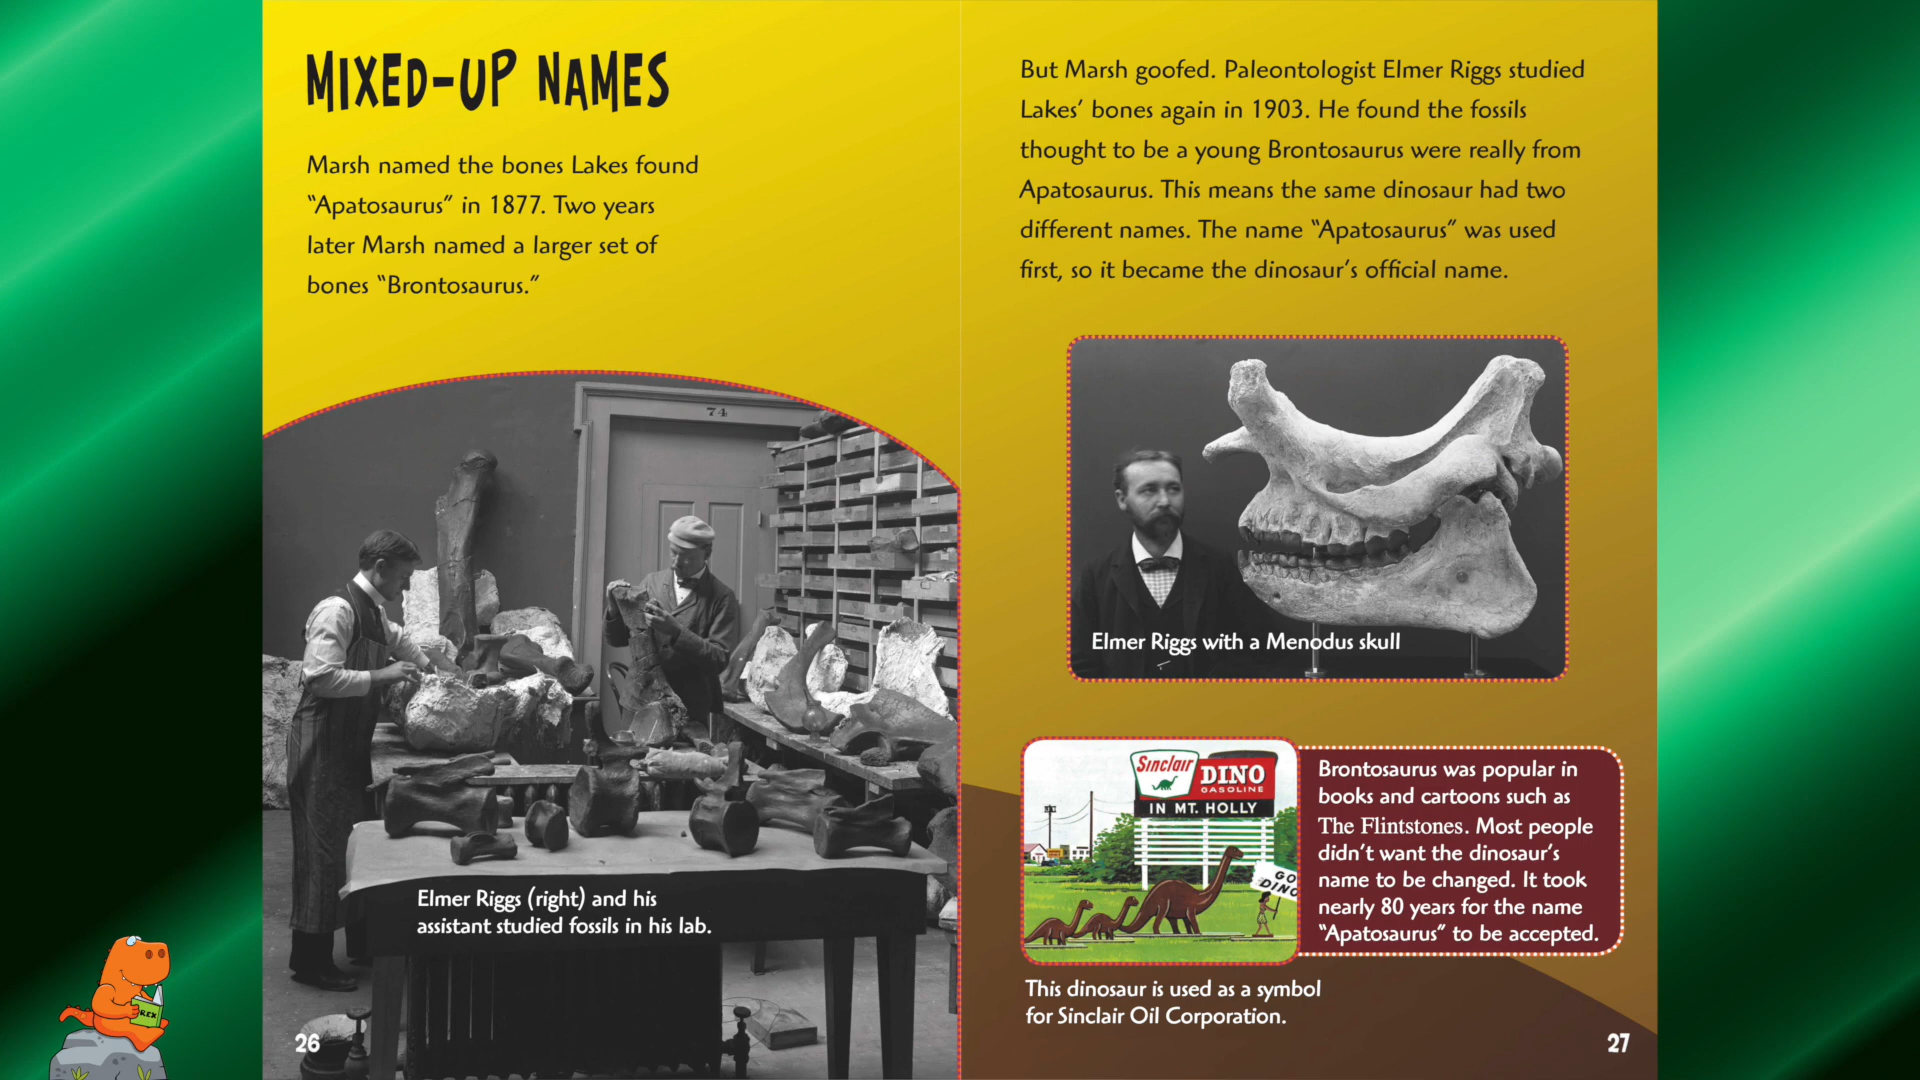 MIXED-UP NAMES
Marsh named the bones Lakes found
“Apatosaurus” in 1877. Two years
later Marsh named a larger set of
bones “Brontosaurus.”
74
Elmer Riggs (right) and his
assistant studied fossils in his lab.
26
But Marsh goofed. Paleontologist Elmer Riggs studied
Lakes’ bones again in 1903. He found the fossils
thought to be a young Brontosaurus were really from
Apatosaurus. This means the same dinosaur had two
different names. The name “Apatosaurus” was used
first, so it became the dinosaur’s official name.
Elmer Riggs with a Menodus skull
Sinclair
DINO
GASOLINE
IN MT. HOLLY
GO
DINO
Brontosaurus was popular in
books and cartoons such as
The Flintstones. Most people
didn’t want the dinosaur’s
name to be changed. It took
nearly 80 years for the name
“Apatosaurus” to be accepted.
This dinosaur is used as a symbol
for Sinclair Oil Corporation.
27
REX